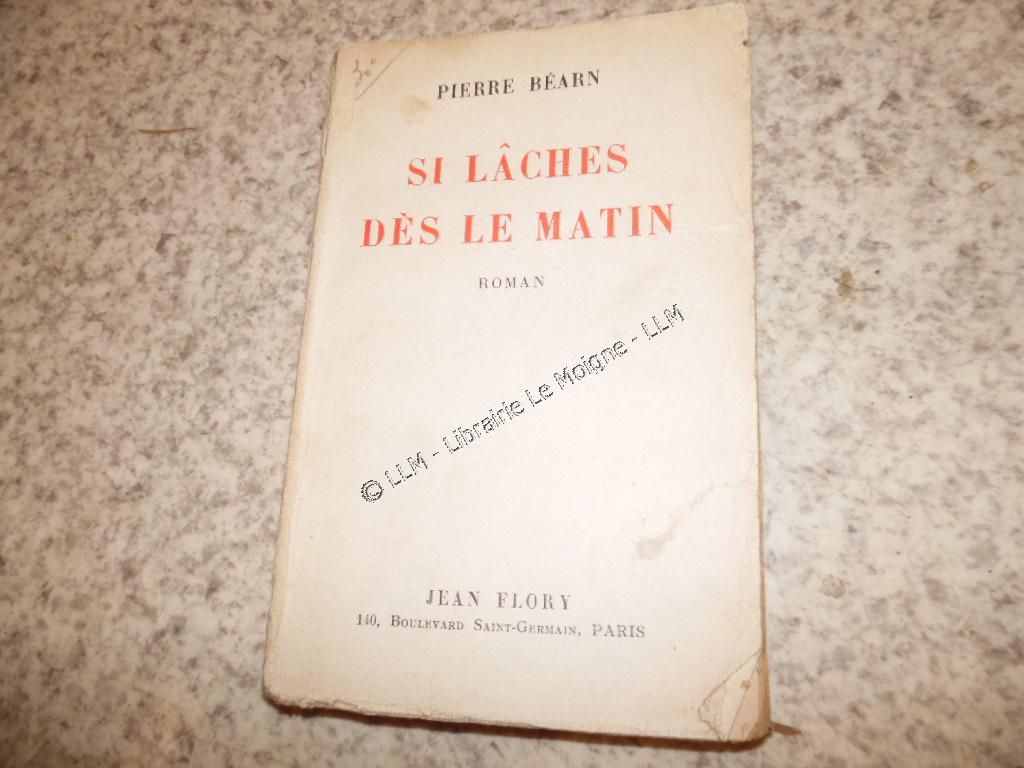 30
PIERRE BÉARN
SI LÂCHES
DÈS LE MATIN
ROMAN
© LLM - Librairie Le Moigne - LLM
JEAN FLORY
140, BOULEVARD SAINT-GERMAIN, PARIS